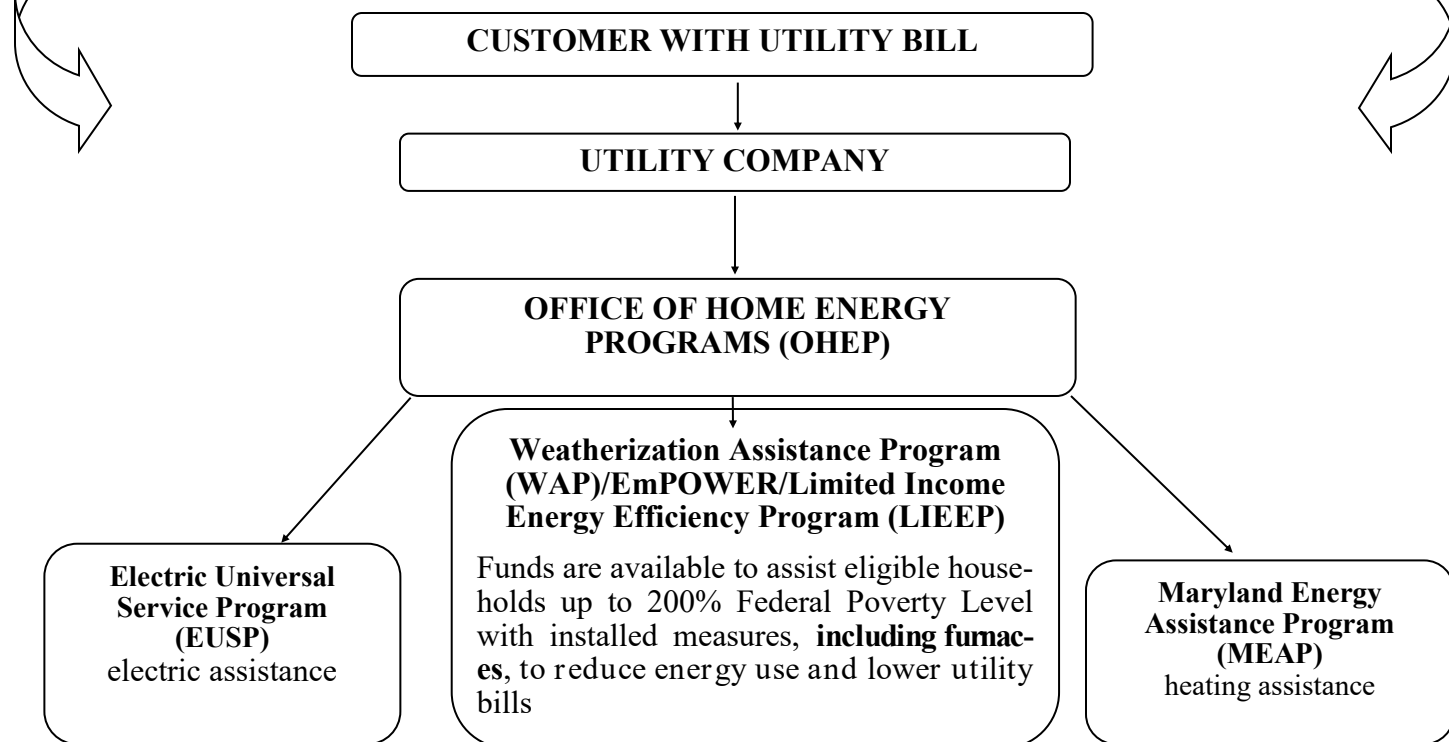 CUSTOMER WITH UTILITY BILL
UTILITY COMPANY
OFFICE OF HOME ENERGY
PROGRAMS (OHEP)
Electric Universal
Service Program
(EUSP)
electric assistance
Weatherization Assistance Program
(WAP)/EmPOWER/Limited Income
Energy Efficiency Program (LIEEP)
Funds are available to assist eligible house-
holds up to 200% Federal Poverty Level
with installed measures, including furnac-
es, to reduce energy use and lower utility
bills
Maryland Energy
Assistance Program
(MEAP)
heating assistance